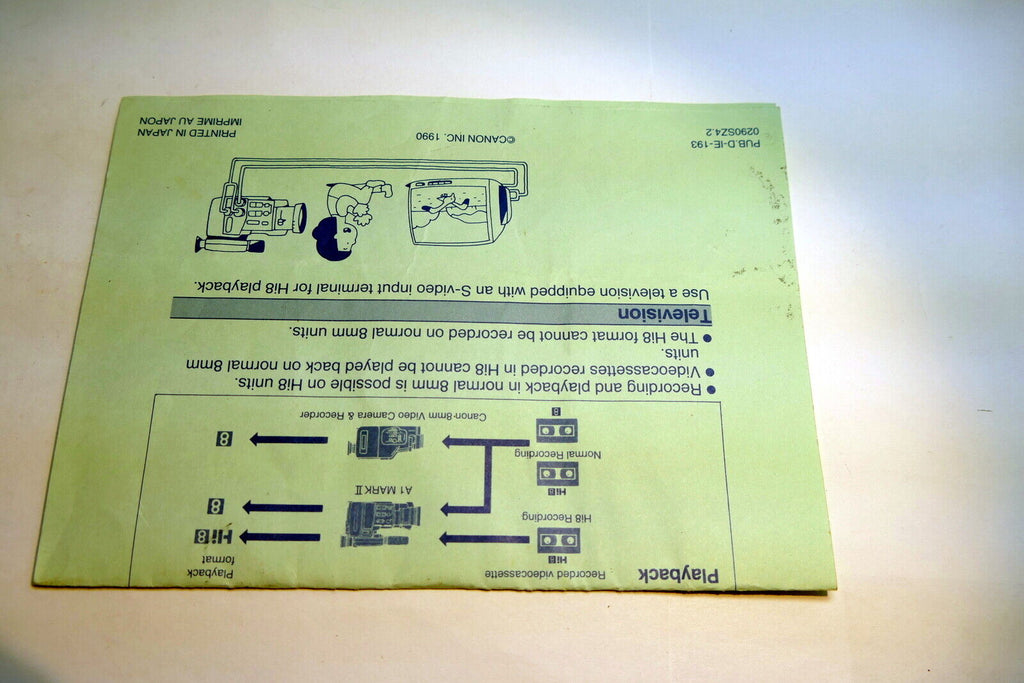 Playback
Recorded videocassette
Playback format
Hi8
Hi8 Recording
Hi8
8
A1 MARK II
Hi8
Normal Recording
8
8
Canon-8mm Video Camera & Recorder
● Recording and playback in normal 8mm is possible on Hi8 units.
● Videocassettes recorded in Hi8 cannot be played back on normal 8mm
units.
● The Hi8 format cannot be recorded on normal 8mm units.
Television
Use a television equipped with an S-video input terminal for Hi8 playback.
PUB.D-IE-193
0290SZ4.2
©CANON INC. 1990
PRINTED IN JAPAN
IMPRIMÉ AU JAPON